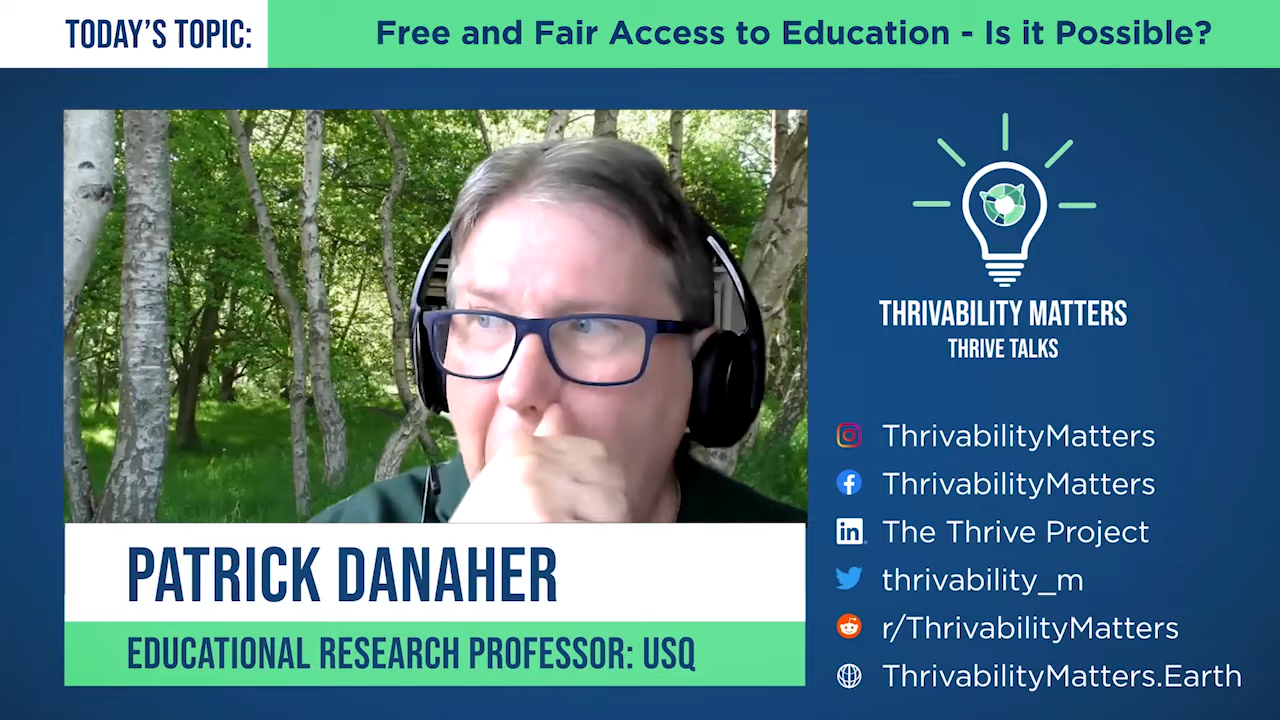 TODAY'S TOPIC:
Free and Fair Access to Education - Is it Possible?
THRIVABILITY MATTERS
THRIVE TALKS
ThrivabilityMatters
ThrivabilityMatters
The Thrive Project
thrivability_m
r/ThrivabilityMatters
ThrivabilityMatters.Earth
PATRICK DANAHER
EDUCATIONAL RESEARCH PROFESSOR: USQ